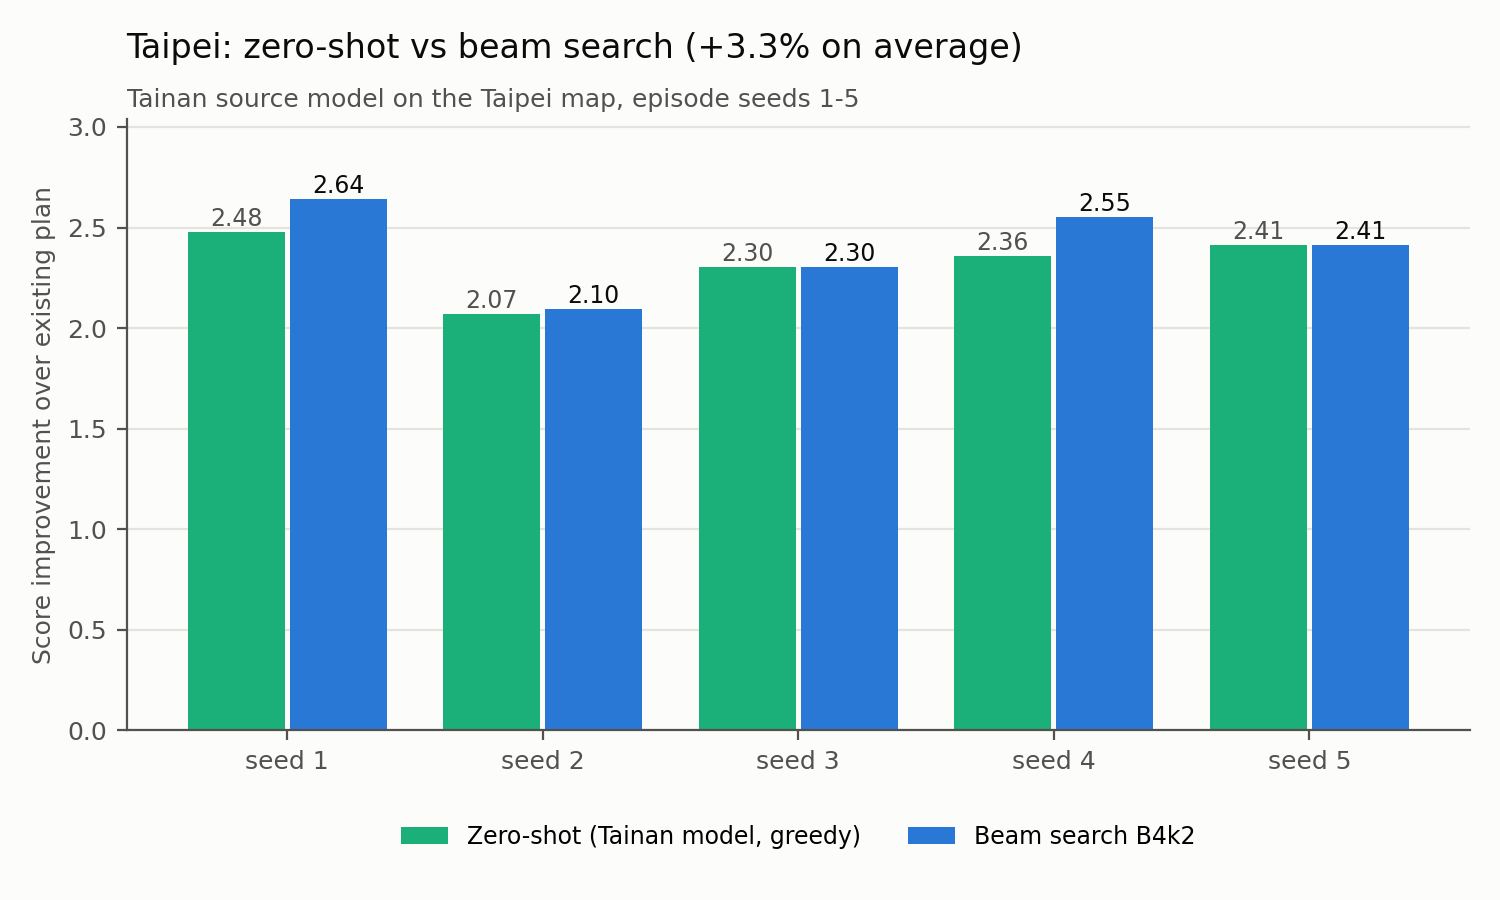 Taipei: zero-shot vs beam search (+3.3% on average)
Tainan source model on the Taipei map, episode seeds 1-5
Score improvement over existing plan
3.0
2.5
2.0
1.5
1.0
0.5
0.0
2.48
2.64
2.07
2.10
2.30
2.30
2.36
2.55
2.41
2.41
seed 1
seed 2
seed 3
seed 4
seed 5
Zero-shot (Tainan model, greedy)
Beam search B4k2